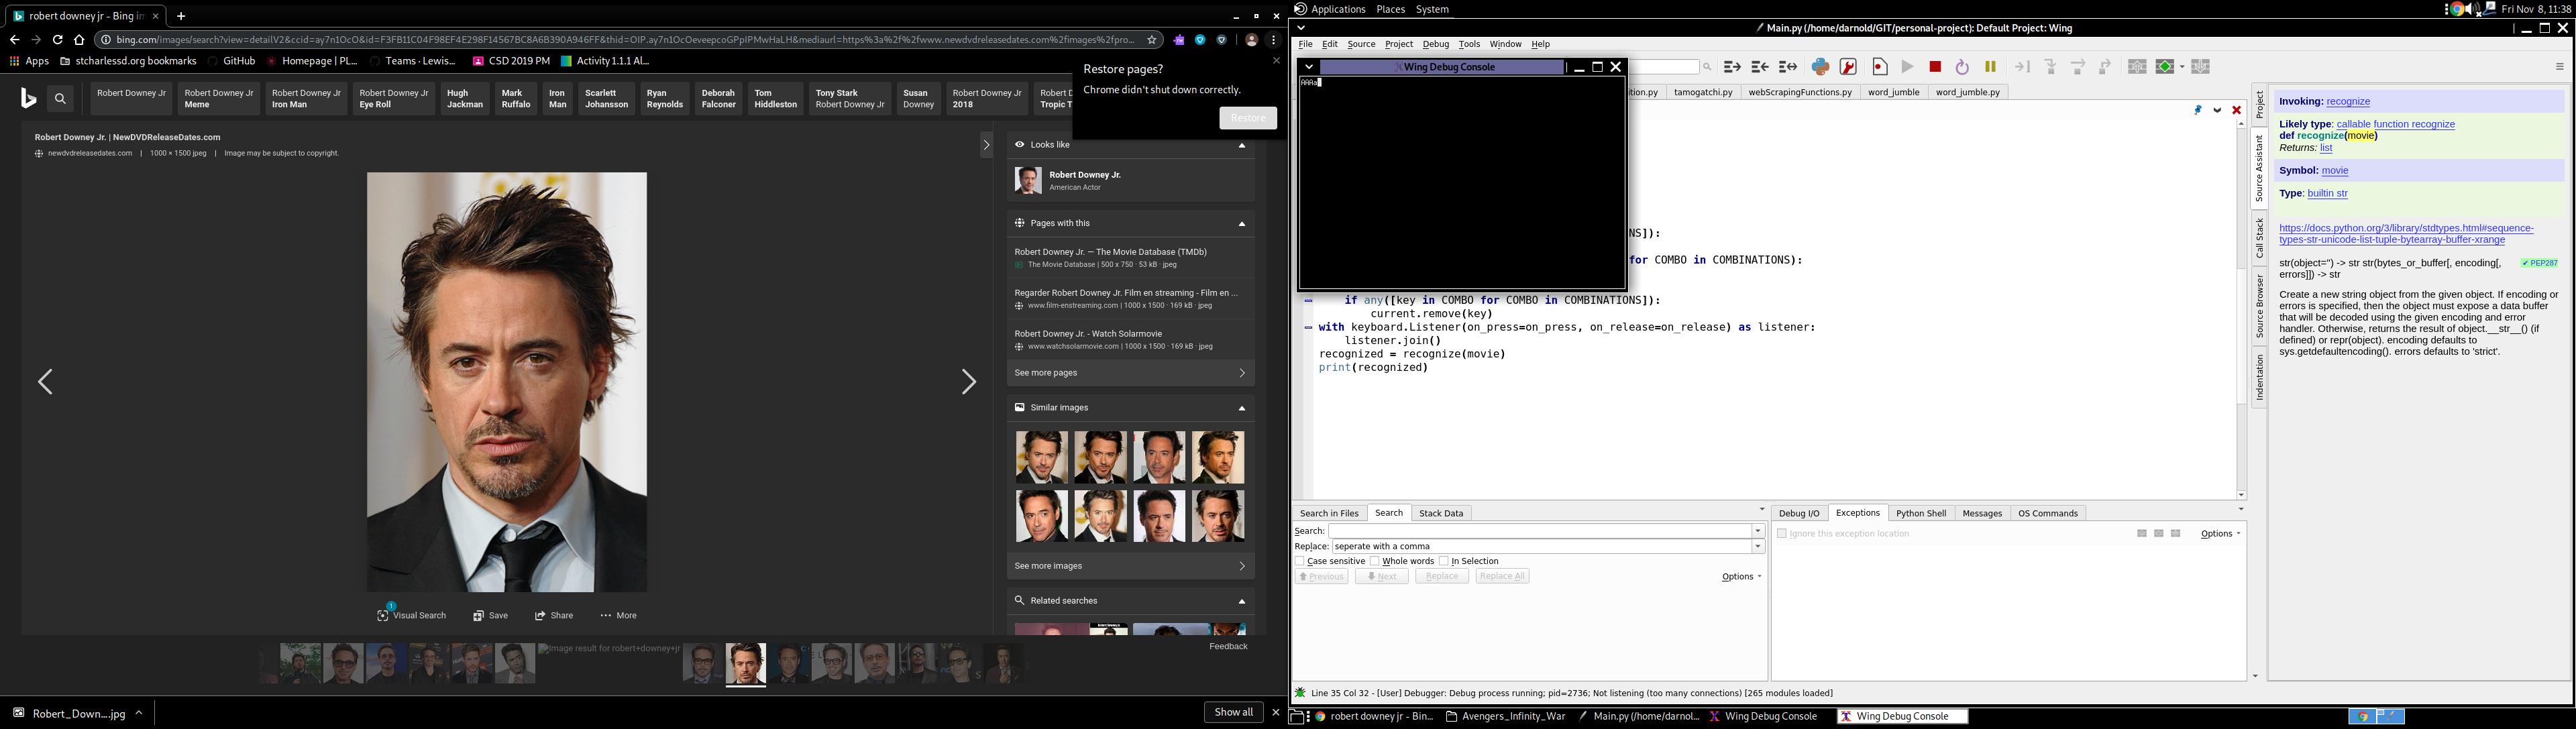 robert downey jr - Bing in
bing.com/images/search?view=detailV2&ccid=ay7n1OcO&id=F3FB11C04F98EF4E298F14567BC8A6B390A946FF&thid=OIP.ay7n1OcOeveepcoGPpIPMwHaLH&mediaurl=https%3a%2f%2fwww.newdvdreleasedates.com%2fimages%2fpro...
Apps
stcharlessd.org bookmarks
GitHub
Homepage | PL...
Teams - Lewis...
CSD 2019 PM
Activity 1.1.1 Al...
Restore pages?
Chrome didn't shut down correctly.
Restore
Robert Downey Jr
Robert Downey Jr
Meme
Robert Downey Jr
Iron Man
Robert Downey Jr
Eye Roll
Hugh
Jackman
Mark
Ruffalo
Iron
Man
Scarlett
Johansson
Ryan
Reynolds
Deborah
Falconer
Tom
Hiddleston
Tony Stark
Robert Downey Jr
Susan
Downey
Robert Downey Jr
2018
Robert D
Tropic T
Robert Downey Jr. | NewDVDReleaseDates.com
newdvdreleasedates.com | 1000 × 1500 jpeg | Image may be subject to copyright.
Looks like
Robert Downey Jr.
American Actor
Pages with this
Robert Downey Jr. — The Movie Database (TMDb)
The Movie Database | 500 x 750 · 53 kB · jpeg
Regarder Robert Downey Jr. Film en streaming - Film en ...
www.film-enstreaming.com | 1000 x 1500 · 169 kB · jpeg
Robert Downey Jr. - Watch Solarmovie
www.watchsolarmovie.com | 1000 x 1500 · 169 kB · jpeg
See more pages
Similar images
See more images
Related searches
1
Visual Search
Save
Share
More
Image result for robert+downey+jr
Feedback
Robert_Down....jpg
Show all
Applications Places System
Fri Nov 8, 11:38
Main.py (/home/darnold/GIT/personal-project): Default Project: Wing
File Edit Source Project Debug Tools Window Help
Wing Debug Console
ition.py tamogatchi.py webScrapingFunctions.py word_jumble word_jumble.py
NS]):
for COMBO in COMBINATIONS):
if any([key in COMBO for COMBO in COMBINATIONS]):
current.remove(key)
with keyboard.Listener(on_press=on_press, on_release=on_release) as listener:
listener.join()
recognized = recognize(movie)
print(recognized)
Project
Source Assistant
Call Stack
Source Browser
Indentation
Invoking: recognize
Likely type: callable function recognize
def recognize(movie)
Returns: list
Symbol: movie
Type: builtin str
https://docs.python.org/3/library/stdtypes.html#sequence-
types-str-unicode-list-tuple-bytearray-buffer-xrange
str(object='') -> str str(bytes_or_buffer[, encoding[,
errors]]) -> str
✔ PEP287
Create a new string object from the given object. If encoding or
errors is specified, then the object must expose a data buffer
that will be decoded using the given encoding and error
handler. Otherwise, returns the result of object.__str__() (if
defined) or repr(object). encoding defaults to
sys.getdefaultencoding(). errors defaults to 'strict'.
Search in Files Search Stack Data
Search:
Replace: seperate with a comma
Case sensitive Whole words In Selection
Previous Next Replace Replace All
Options
Debug I/O Exceptions Python Shell Messages OS Commands
Ignore this exception location
Options
Line 35 Col 32 - [User] Debugger: Debug process running; pid=2736; Not listening (too many connections) [265 modules loaded]
robert downey jr - Bin...
Avengers_Infinity_War
Main.py (/home/darnol...
Wing Debug Console
Wing Debug Console